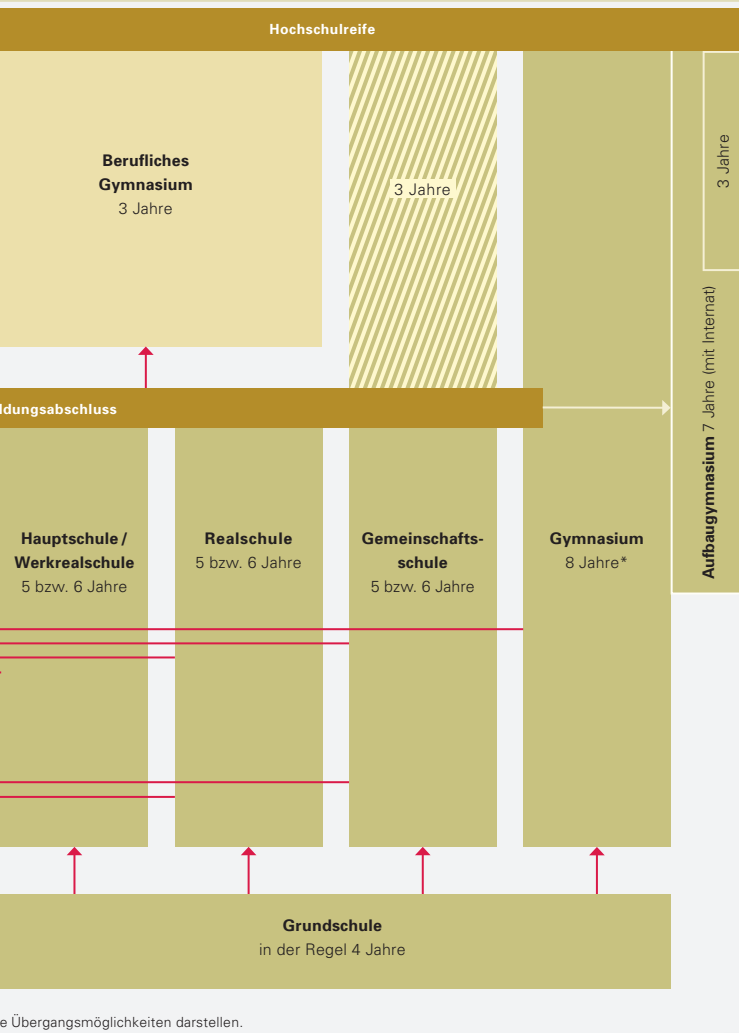 Hochschulreife
Berufliches
Gymnasium
3 Jahre
3 Jahre
3 Jahre
ldungsabschluss
Hauptschule /
Werkrealschule
5 bzw. 6 Jahre
Realschule
5 bzw. 6 Jahre
Gemeinschafts-
schule
5 bzw. 6 Jahre
Gymnasium
8 Jahre*
Aufbaugymnasium 7 Jahre (mit Internat)
Grundschule
in der Regel 4 Jahre
e Übergangsmöglichkeiten darstellen.